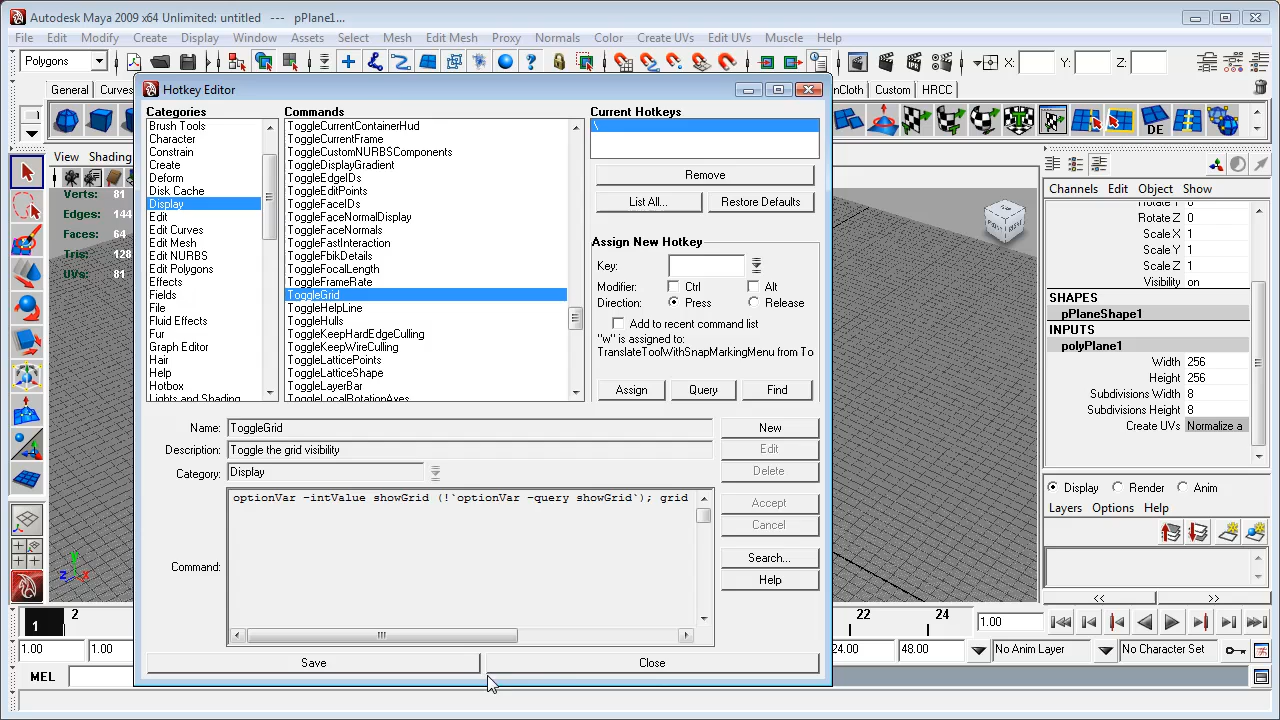 Autodesk Maya 2009 x64 Unlimited: untitled --- pPlane1...
File Edit Modify Create Display Window Assets Select Mesh Edit Mesh Proxy Normals Color Create UVs Edit UVs Muscle Help
Polygons X: Y: Z:
General Curves Cloth Custom HRCC
DE
View Shading
Verts: 81
Edges: 144
Faces: 64
Tris: 128
UVs: 81
Hotkey Editor
Categories
Brush Tools
Character
Constrain
Create
Deform
Disk Cache
Display
Edit
Edit Curves
Edit Mesh
Edit NURBS
Edit Polygons
Effects
Fields
File
Fluid Effects
Fur
Graph Editor
Hair
Help
Hotbox
Lights and Shading
Commands
ToggleCurrentContainerHud
ToggleCurrentFrame
ToggleCustomNURBSComponents
ToggleDisplayGradient
ToggleEdgeIDs
ToggleEditPoints
ToggleFaceIDs
ToggleFaceNormalDisplay
ToggleFaceNormals
ToggleFastInteraction
ToggleFbikDetails
ToggleFocalLength
ToggleFrameRate
ToggleGrid
ToggleHelpLine
ToggleHulls
ToggleKeepHardEdgeCulling
ToggleKeepWireCulling
ToggleLatticePoints
ToggleLatticeShape
ToggleLayerBar
ToggleLocalRotationAxes
Current Hotkeys
\
Remove
List All... Restore Defaults
Assign New Hotkey
Key:
Modifier: Ctrl Alt
Direction: Press Release
Add to recent command list
"w" is assigned to:
TranslateToolWithSnapMarkingMenu from To
Assign Query Find
Name: ToggleGrid
Description: Toggle the grid visibility
Category: Display
Command: optionVar -intValue showGrid (!`optionVar -query showGrid`); grid
New
Edit
Delete
Accept
Cancel
Search...
Help
Save Close
Channels Edit Object Show
Rotate Z 0
Scale X 1
Scale Y 1
Scale Z 1
Visibility on
SHAPES
pPlaneShape1
INPUTS
polyPlane1
Width 256
Height 256
Subdivisions Width 8
Subdivisions Height 8
Create UVs Normalize a
Display Render Anim
Layers Options Help
<< >>
1 2 22 24 1.00
1.00 1.00 24.00 48.00 No Anim Layer No Character Set
MEL